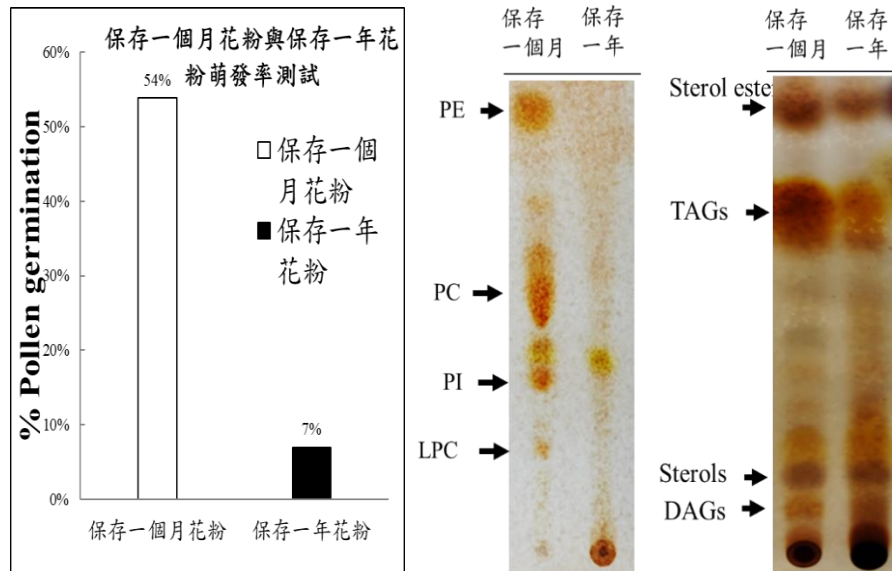 保存一個月花粉與保存一年花
粉萌發率測試
% Pollen germination
60%
50%
40%
30%
20%
10%
0%
54%
7%
保存一個
月花粉
保存一年
花粉
保存一個月花粉
保存一年花粉
保存
一個月
保存
一年
PE
PC
PI
LPC
保存
一個月
保存
一年
Sterol ester
TAGs
Sterols
DAGs